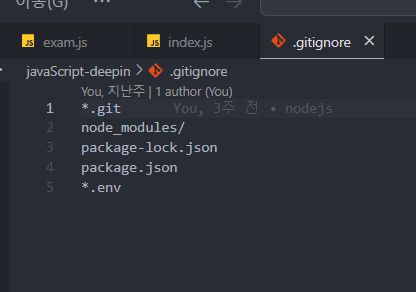 이동(G) ... ←
JS exam.js JS index.js .gitignore ×
javaScript-deepin > .gitignore
You, 지난주 | 1 author (You)
1 *.git You, 3주 전 • nodejs
2 node_modules/
3 package-lock.json
4 package.json
5 *.env